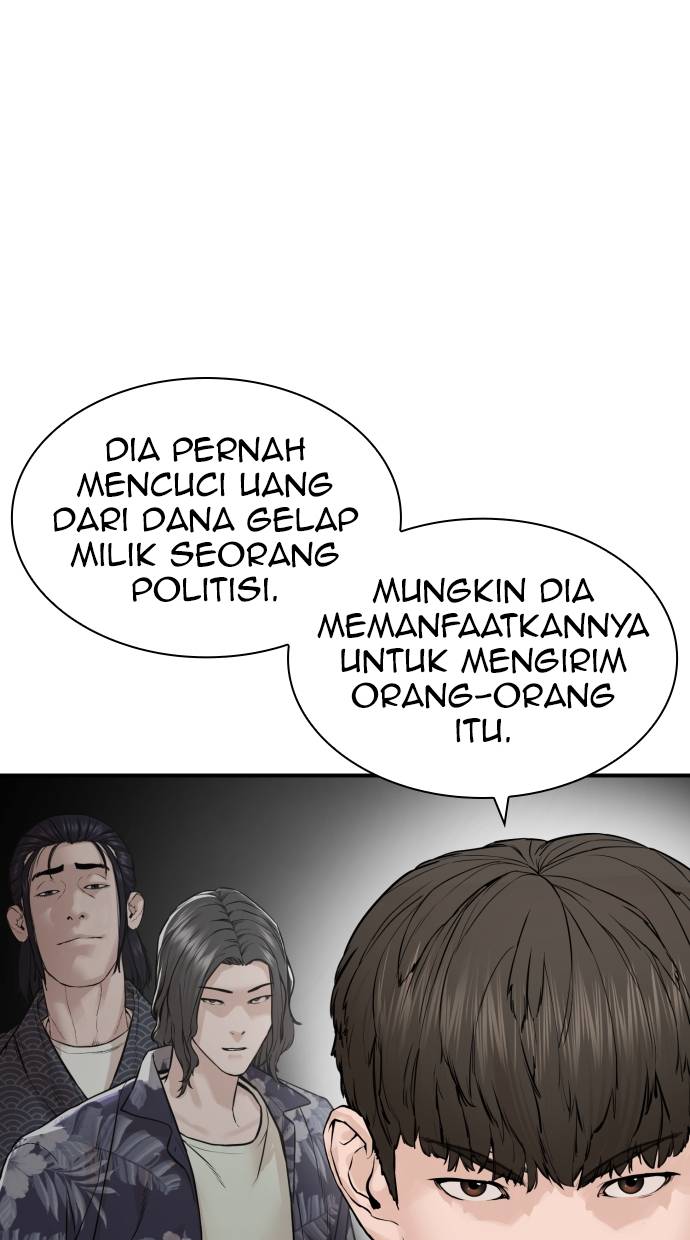 DIA PERNAH
MENCUCI UANG
DARI DANA GELAP
MILIK SEORANG
POLITISI.
MUNGKIN DIA
MEMANFAATKANNYA
UNTUK MENGIRIM
ORANG-ORANG
ITU.